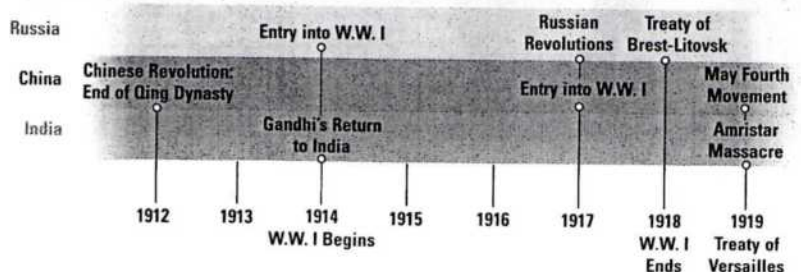 Russia
Entry into W.W. I
Russian
Revolutions
Treaty of
Brest-Litovsk
China
Chinese Revolution:
End of Qing Dynasty
Entry into W.W. I
May Fourth
Movement
India
Gandhi's Return
to India
Amristar
Massacre
1912
1913
1914
1915
1916
1917
1918
1919
W.W. I Begins
W.W. I
Ends
Treaty of
Versailles